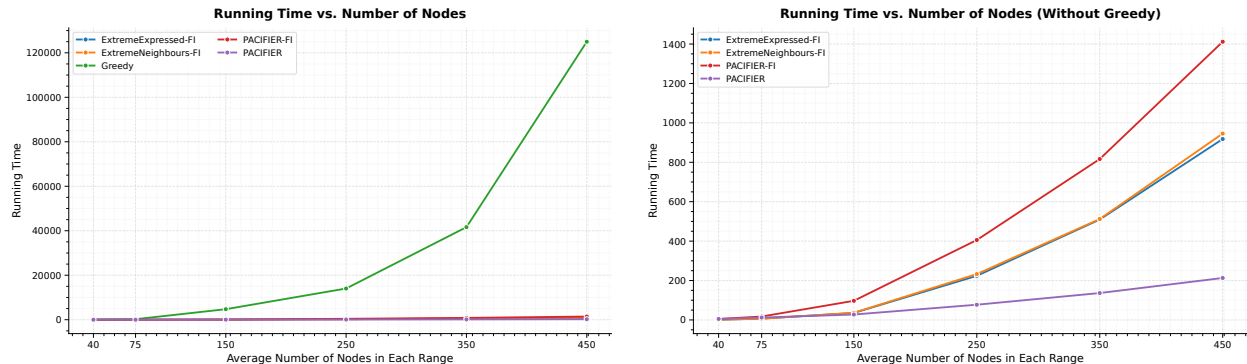 Running Time vs. Number of Nodes
ExtremeExpressed-FI
ExtremeNeighbours-FI
Greedy
PACIFIER-FI
PACIFIER
Running Time
120000
100000
80000
60000
40000
20000
0
40 75 150 250 350 450
Average Number of Nodes in Each Range
Running Time vs. Number of Nodes (Without Greedy)
ExtremeExpressed-FI
ExtremeNeighbours-FI
PACIFIER-FI
PACIFIER
Running Time
1400
1200
1000
800
600
400
200
0
40 75 150 250 350 450
Average Number of Nodes in Each Range